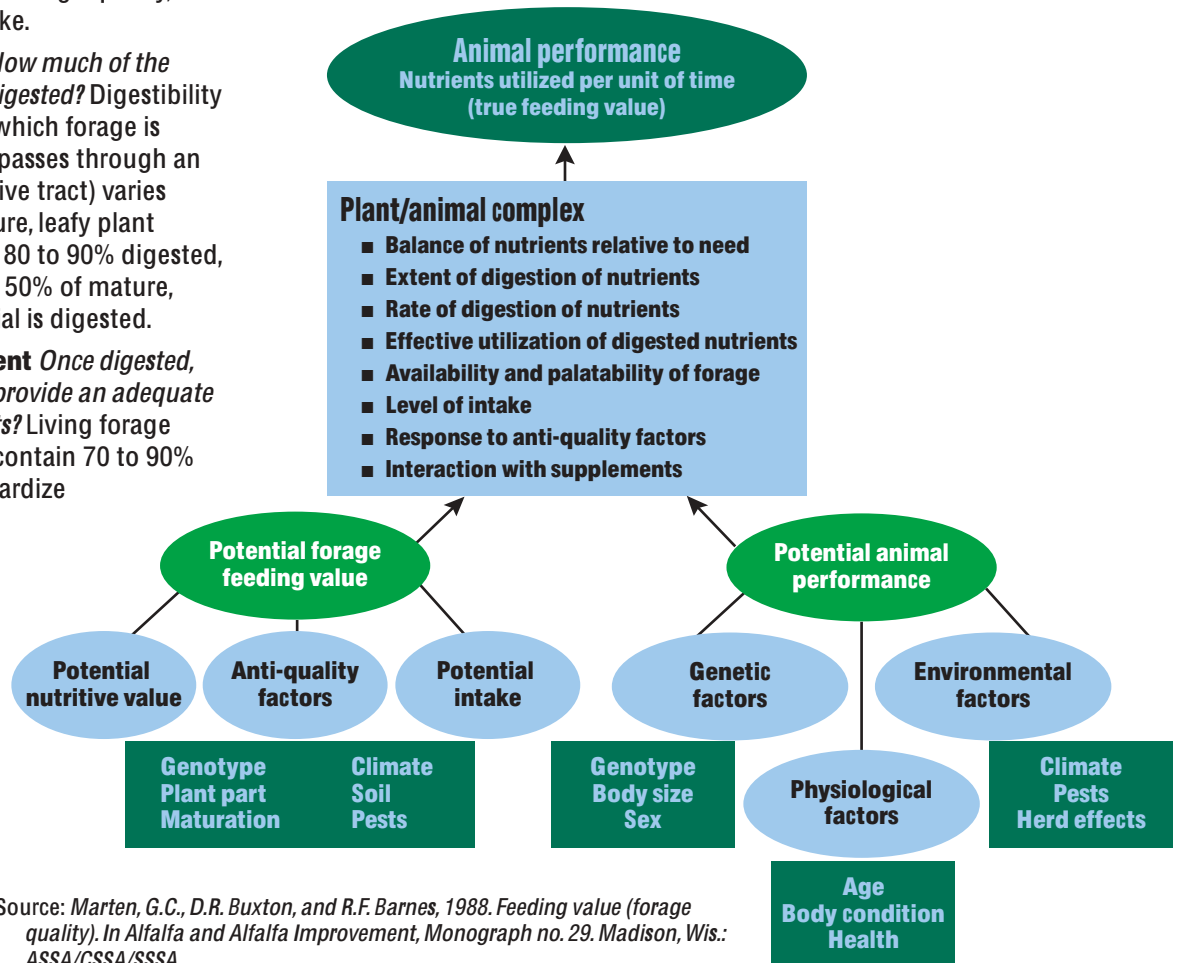 ke.
How much of the
igested? Digestibility
which forage is
passes through an
ive tract) varies
ure, leafy plant
80 to 90% digested,
50% of mature,
al is digested.
ent Once digested,
provide an adequate
ts? Living forage
contain 70 to 90%
ardize
Animal performance
Nutrients utilized per unit of time
(true feeding value)
Plant/animal complex
■ Balance of nutrients relative to need
■ Extent of digestion of nutrients
■ Rate of digestion of nutrients
■ Effective utilization of digested nutrients
■ Availability and palatability of forage
■ Level of intake
■ Response to anti-quality factors
■ Interaction with supplements
Potential forage
feeding value
Potential animal
performance
Potential
nutritive value
Anti-quality
factors
Potential
intake
Genetic
factors
Environmental
factors
Genotype
Plant part
Maturation
Climate
Soil
Pests
Genotype
Body size
Sex
Physiological
factors
Climate
Pests
Herd effects
Age
Body condition
Health
Source: Marten, G.C., D.R. Buxton, and R.F. Barnes, 1988. Feeding value (forage
quality). In Alfalfa and Alfalfa Improvement, Monograph no. 29. Madison, Wis.:
ASSA/CSSA/SSSA